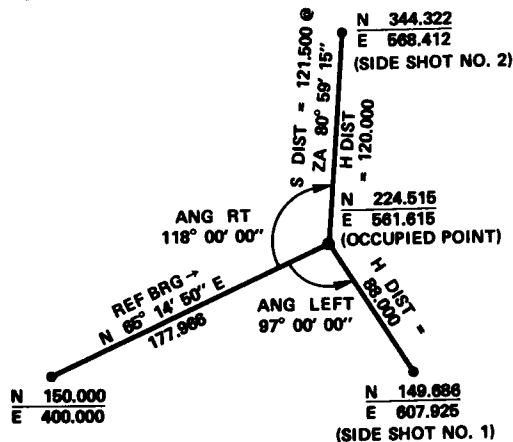 N 344.322
E 568.412
(SIDE SHOT NO. 2)
S DIST = 121.500 @
ZA 80° 59' 15"
H DIST
= 120.000
N 224.515
E 561.615
(OCCUPIED POINT)
ANG RT
118° 00' 00"
REF BRG →
N 65° 14' 50" E
177.966
ANG LEFT
97° 00' 00"
H DIST =
88.000
N 150.000
E 400.000
N 149.686
E 607.925
(SIDE SHOT NO. 1)